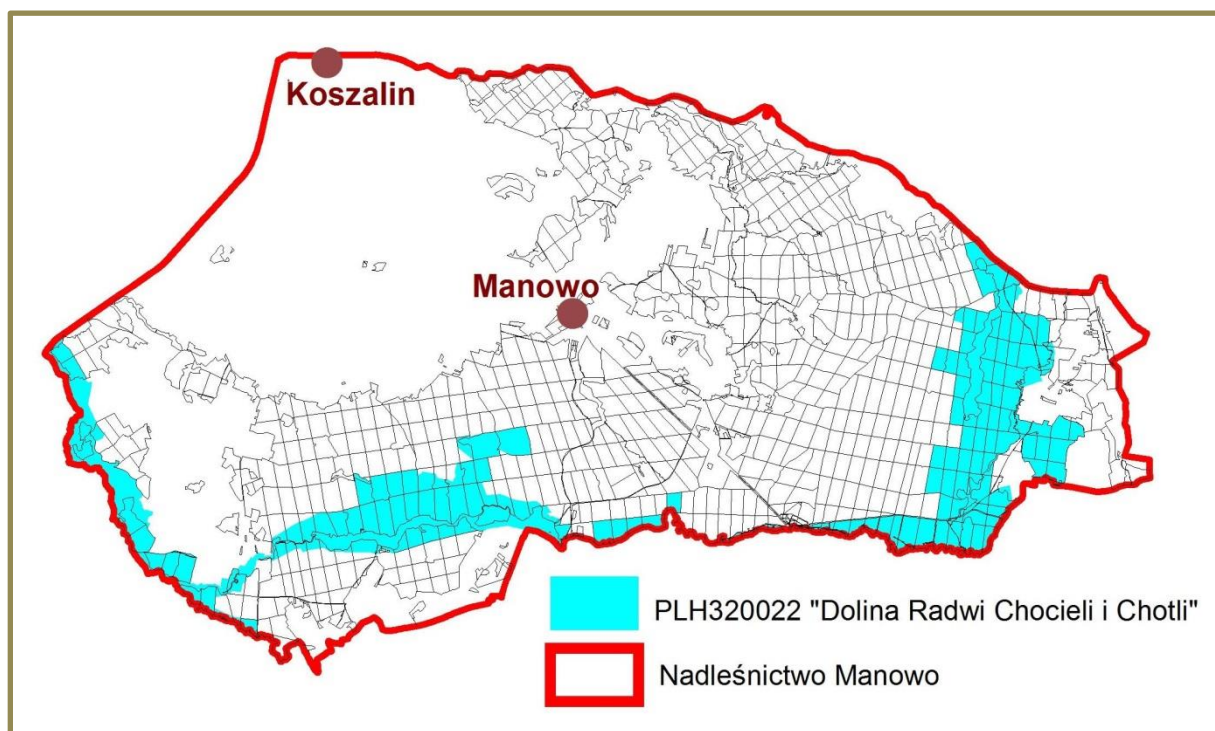 Koszalin
Manowo
PLH320022 "Dolina Radwi Chocieli i Chotli"
Nadleśnictwo Manowo